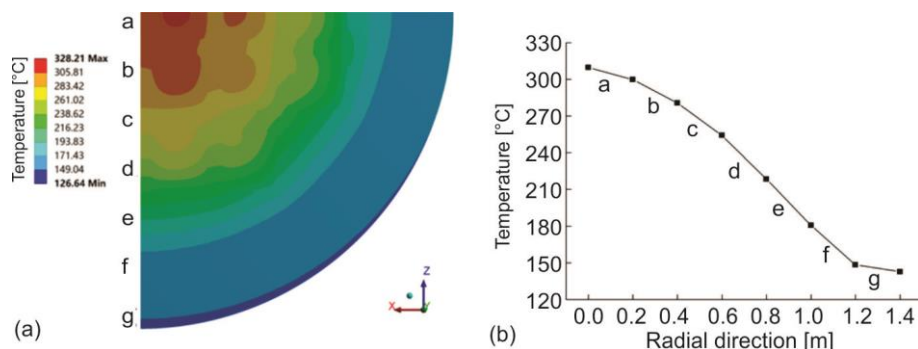 Temperature [°C]
328.21 Max
305.81
283.42
261.02
238.62
216.23
193.83
171.43
149.04
126.64 Min
a
b
c
d
e
f
g
Z
X
Y
(a)
Temperature [°C]
330
300
270
240
210
180
150
120
a
b
c
d
e
f
g
0.0 0.2 0.4 0.6 0.8 1.0 1.2 1.4
Radial direction [m]
(b)